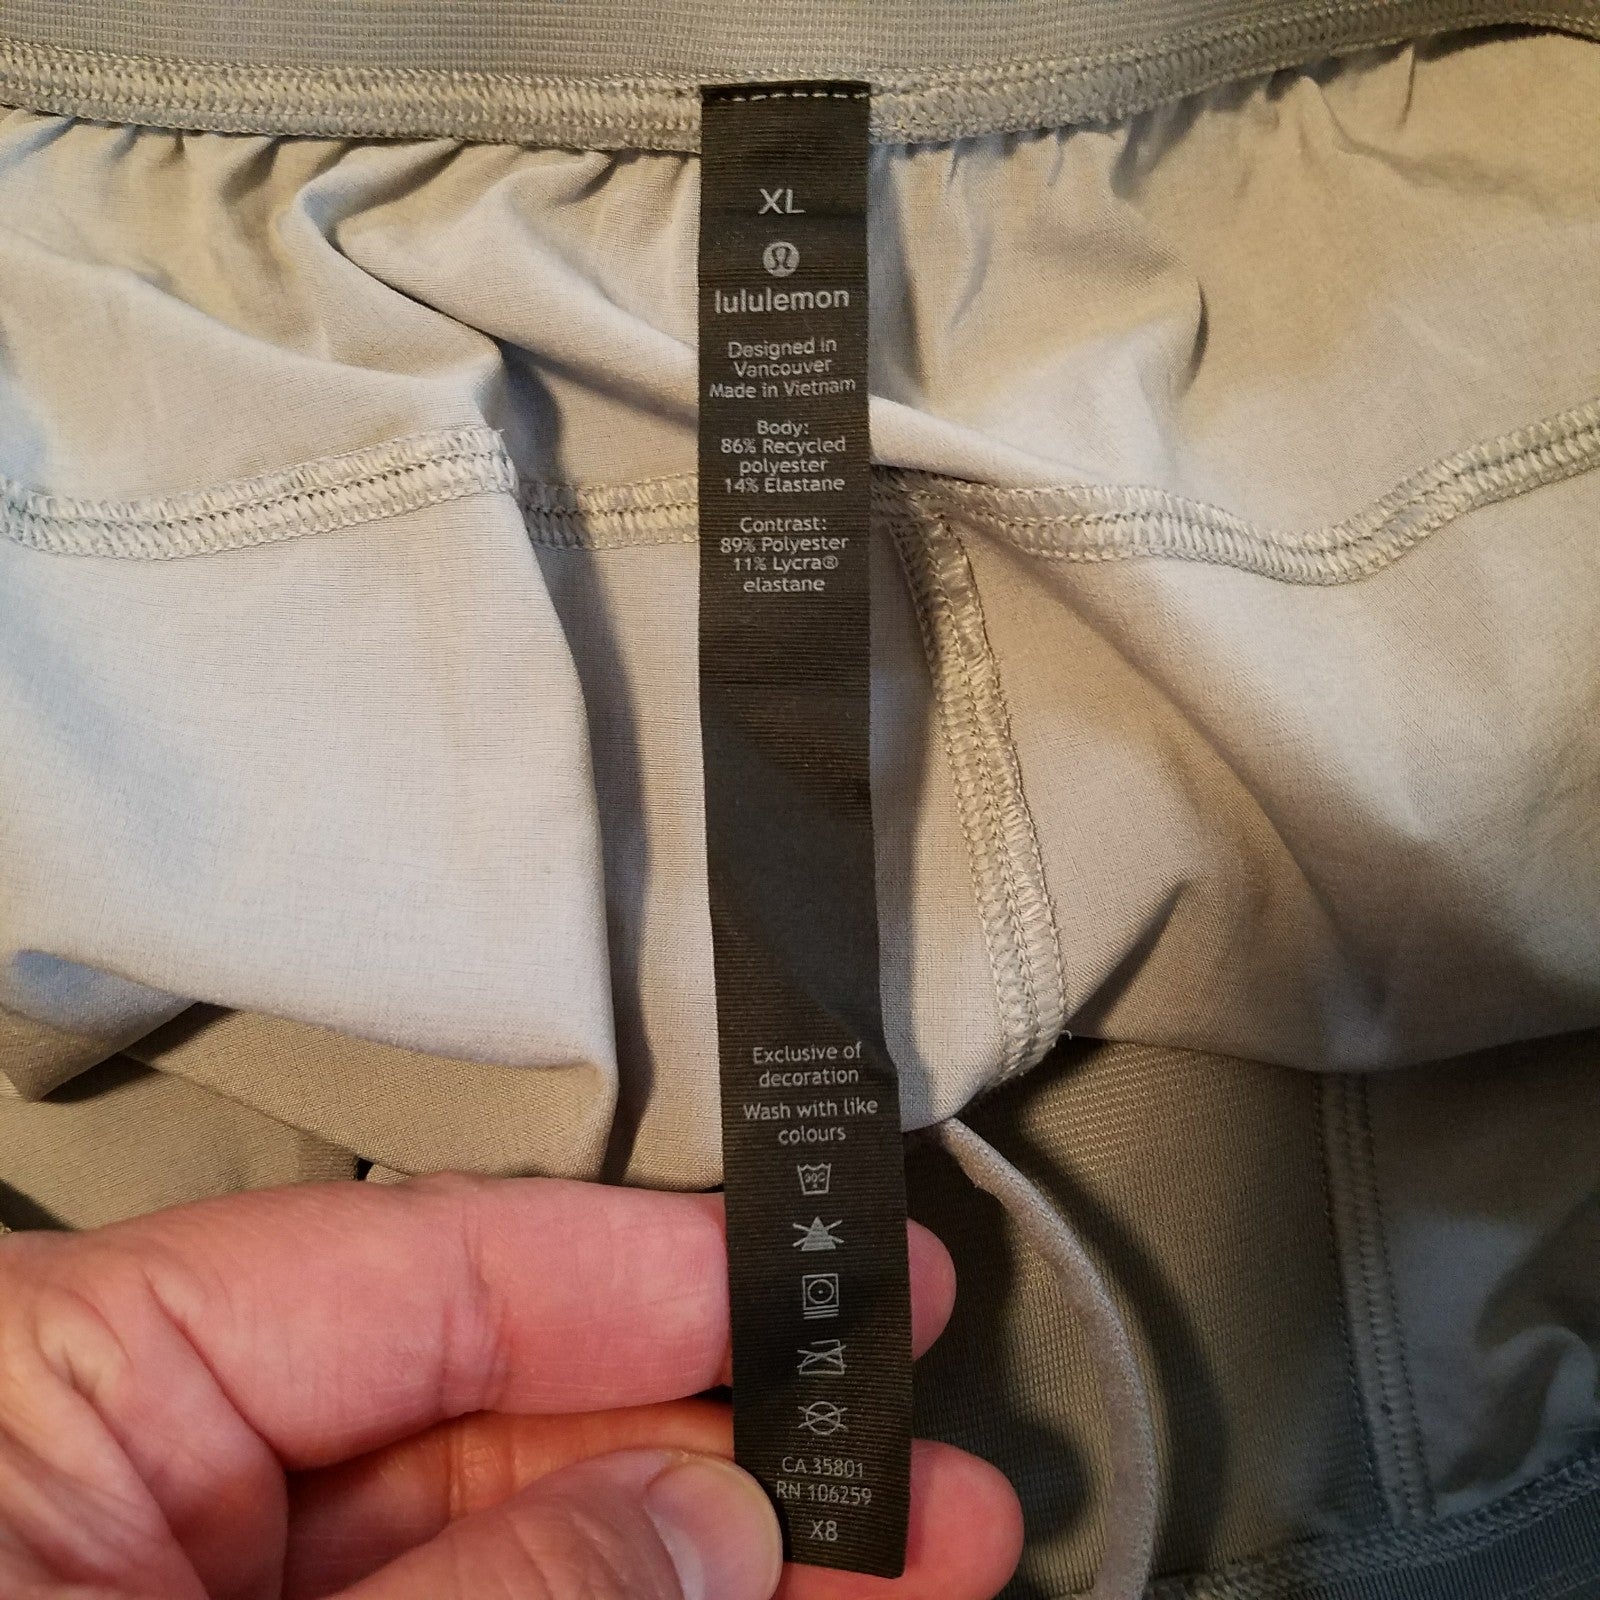 XL
lululemon
Designed in
Vancouver
Made in Vietnam
Body:
86% Recycled
polyester
14% Elastane
Contrast:
89% Polyester
11% Lycra®
elastane
Exclusive of
decoration
Wash with like
colours
30C
CA 35801
RN 106259
X8